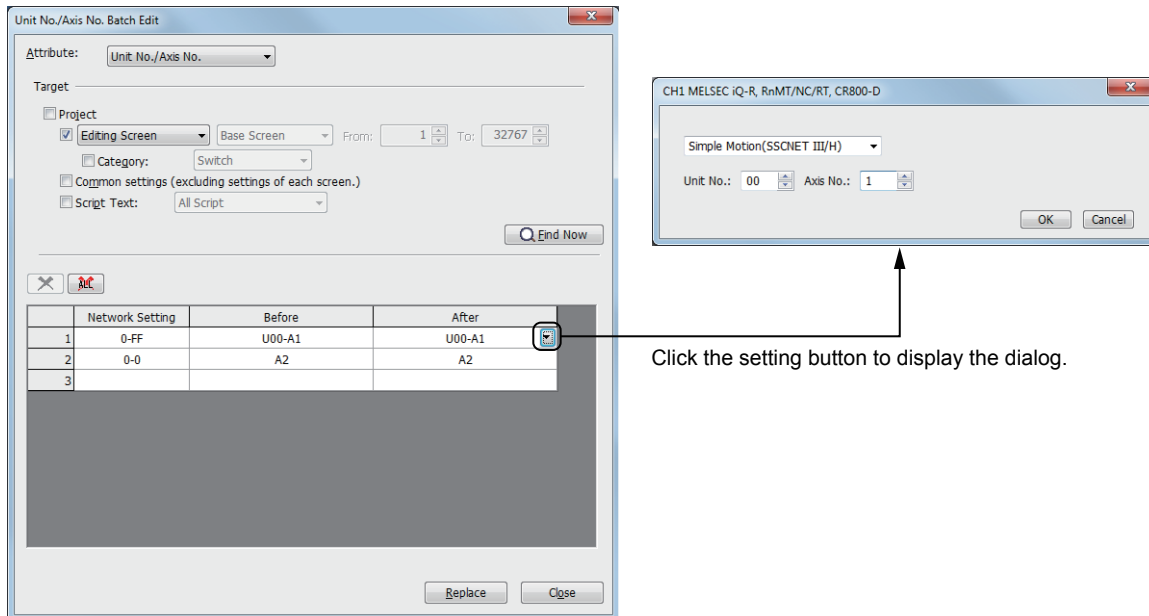 Unit No./Axis No. Batch Edit
Attribute: Unit No./Axis No.
Target
Project
Editing Screen Base Screen From: 1 To: 32767
Category: Switch
Common settings (excluding settings of each screen.)
Script Text: All Script
Find Now
ALL
Network Setting Before After
1 0-FF U00-A1 U00-A1
2 0-0 A2 A2
3
Replace Close
CH1 MELSEC iQ-R, RnMT/NC/RT, CR800-D
Simple Motion(SSCNET III/H)
Unit No.: 00 Axis No.: 1
OK Cancel
Click the setting button to display the dialog.